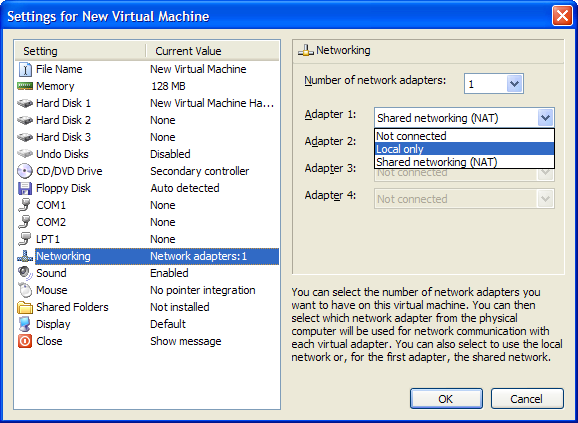 Settings for New Virtual Machine
Setting Current Value
File Name New Virtual Machine
Memory 128 MB
Hard Disk 1 New Virtual Machine Ha...
Hard Disk 2 None
Hard Disk 3 None
Undo Disks Disabled
CD/DVD Drive Secondary controller
Floppy Disk Auto detected
COM1 None
COM2 None
LPT1 None
Networking Network adapters:1
Sound Enabled
Mouse No pointer integration
Shared Folders Not installed
Display Default
Close Show message
Networking
Number of network adapters: 1
Adapter 1: Shared networking (NAT)
Not connected
Adapter 2: Local only
Shared networking (NAT)
Adapter 3: Not connected
Adapter 4: Not connected
You can select the number of network adapters you
want to have on this virtual machine. You can then
select which network adapter from the physical
computer will be used for network communication with
each virtual adapter. You can also select to use the local
network or, for the first adapter, the shared network.
OK Cancel